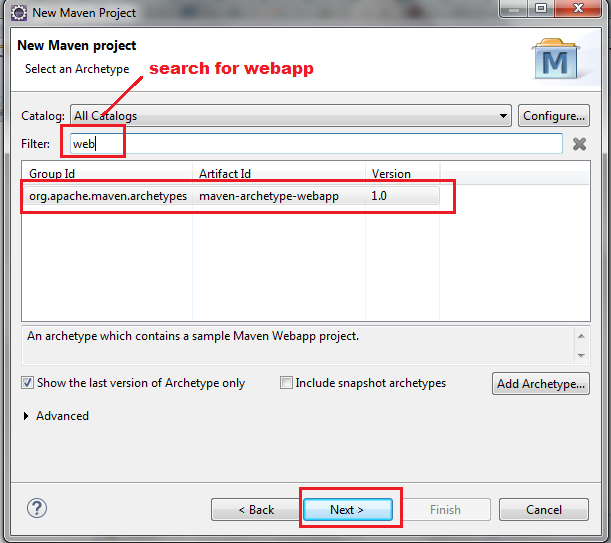 New Maven Project
New Maven project
Select an Archetype
search for webapp
M
Catalog: All Catalogs Configure...
Filter: web
Group Id Artifact Id Version
org.apache.maven.archetypes maven-archetype-webapp 1.0
An archetype which contains a sample Maven Webapp project.
Show the last version of Archetype only Include snapshot archetypes Add Archetype...
Advanced
? < Back Next > Finish Cancel